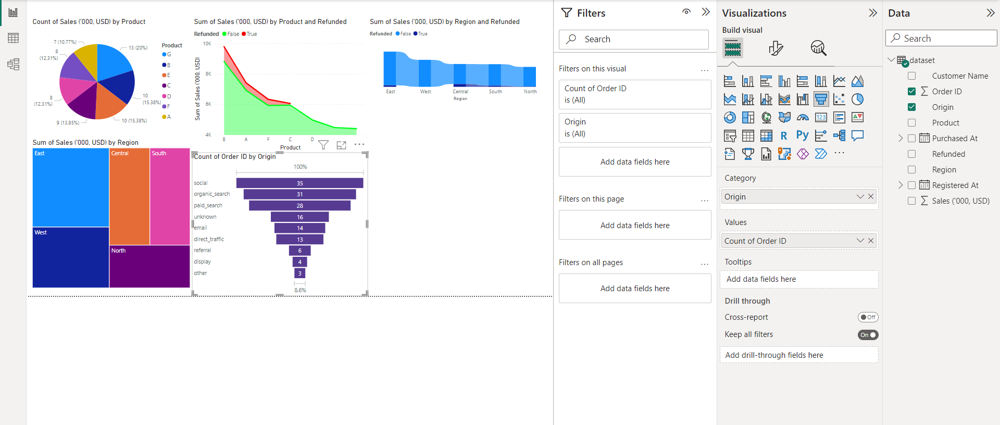 Count of Sales ('000, USD) by Product
7 (10.77%)
8
(12.31%)
8
(12.31%)
9 (13.85%)
13 (20%)
10
(15.38%)
10 (15.38%)
Product
G
B
E
C
D
F
A
Sum of Sales ('000, USD) by Product and Refunded
Refunded False True
Sum of Sales ('000, USD)
10K
8K
6K
4K
B A F C D
Product
Sum of Sales ('000, USD) by Region and Refunded
Refunded False True
East West Central South North
Region
Sum of Sales ('000, USD) by Region
East
Central
South
West
North
Count of Order ID by Origin
100%
social 35
organic_search 31
paid_search 28
unknown 16
email 14
direct_traffic 13
referral 6
display 4
other 3
8.6%
Filters
Search
Filters on this visual ...
Count of Order ID
is (All)
Origin
is (All)
Add data fields here
Filters on this page ...
Add data fields here
Filters on all pages ...
Add data fields here
Visualizations
Build visual
123
R
Py
...
Category
Origin
Values
Count of Order ID
Tooltips
Add data fields here
Drill through
Cross-report Off
Keep all filters On
Add drill-through fields here
Data
Search
dataset
Customer Name
Order ID
Origin
Product
Purchased At
Refunded
Region
Registered At
Sales ('000, USD)